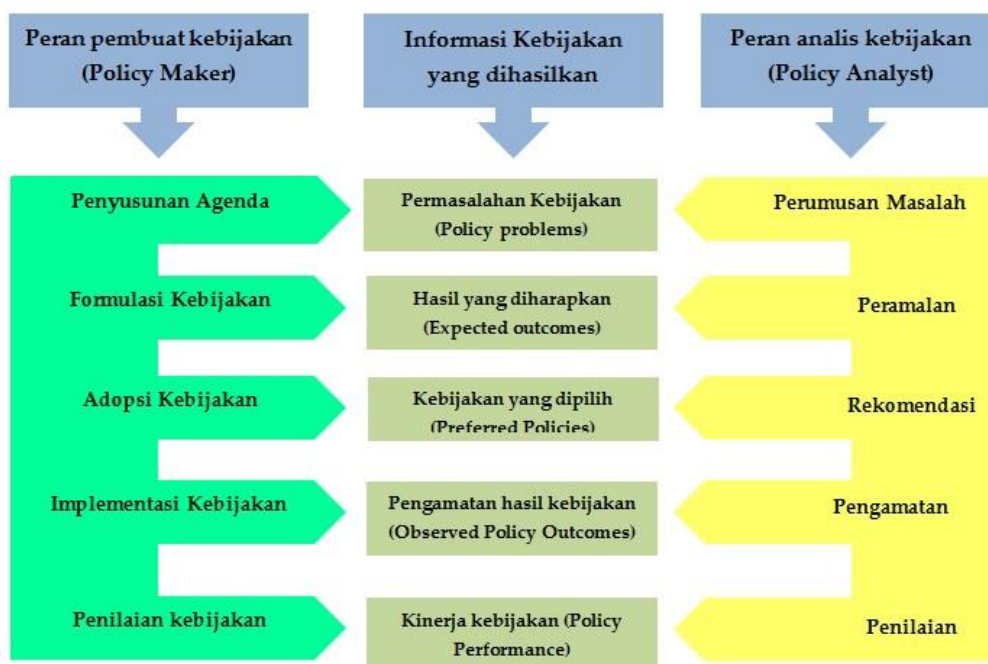 Peran pembuat kebijakan
(Policy Maker)
Informasi Kebijakan
yang dihasilkan
Peran analis kebijakan
(Policy Analyst)
Penyusunan Agenda
Permasalahan Kebijakan
(Policy problems)
Perumusan Masalah
Formulasi Kebijakan
Hasil yang diharapkan
(Expected outcomes)
Peramalan
Adopsi Kebijakan
Kebijakan yang dipilih
(Preferred Policies)
Rekomendasi
Implementasi Kebijakan
Pengamatan hasil kebijakan
(Observed Policy Outcomes)
Pengamatan
Penilaian kebijakan
Kinerja kebijakan (Policy
Performance)
Penilaian